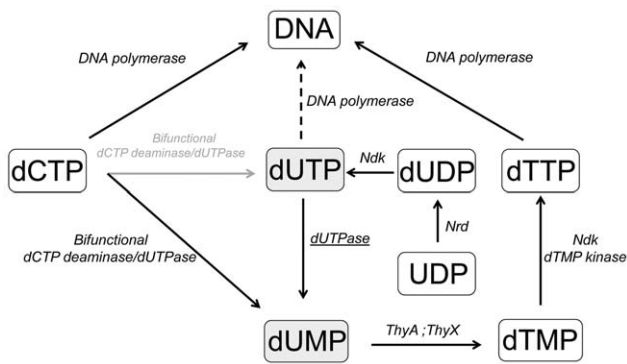 DNA
DNA polymerase
DNA polymerase
DNA polymerase
Bifunctional
dCTP deaminase/dUTPase
dCTP
dUTP
Ndk
dUDP
dTTP
Bifunctional
dCTP deaminase/dUTPase
dUTPase
Nrd
UDP
Ndk
dTMP kinase
dUMP
ThyA ;ThyX
dTMP